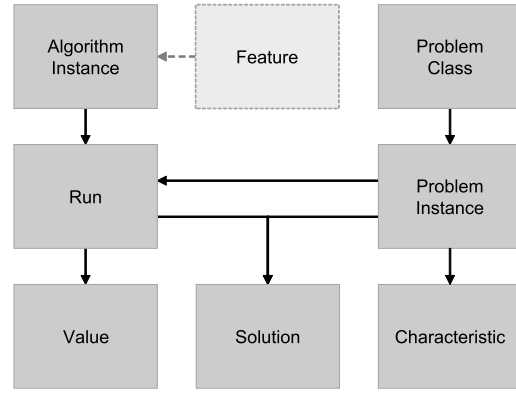 Algorithm
Instance
Feature
Problem
Class
Run
Problem
Instance
Value
Solution
Characteristic